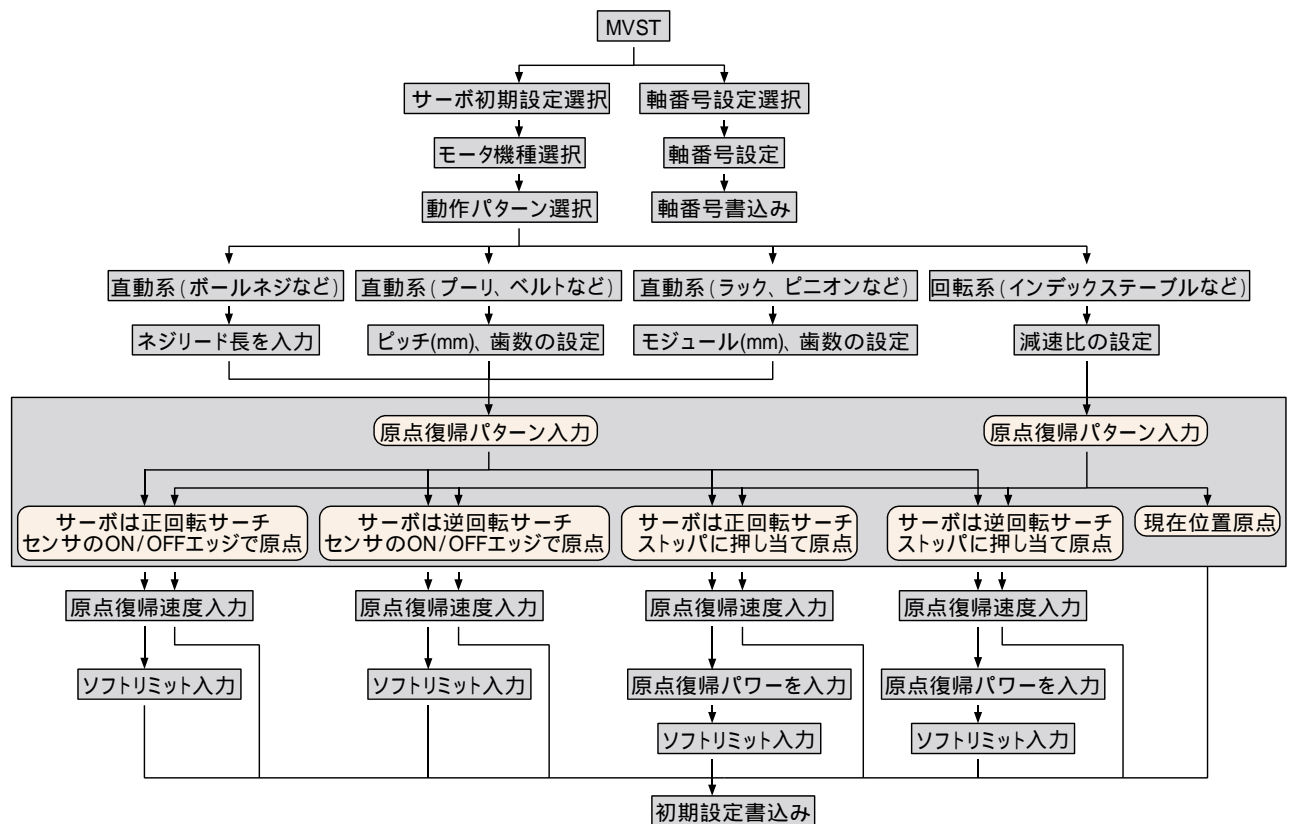 MVST
サーボ初期設定選択
軸番号設定選択
モータ機種選択
軸番号設定
動作パターン選択
軸番号書込み
直動系(ボールネジなど)
直動系(プーリ、ベルトなど)
直動系(ラック、ピニオンなど)
回転系(インデックステーブルなど)
ネジリード長を入力
ピッチ(mm)、歯数の設定
モジュール(mm)、歯数の設定
減速比の設定
原点復帰パターン入力
原点復帰パターン入力
サーボは正回転サーチ
センサのON/OFFエッジで原点
サーボは逆回転サーチ
センサのON/OFFエッジで原点
サーボは正回転サーチ
ストッパに押し当て原点
サーボは逆回転サーチ
ストッパに押し当て原点
現在位置原点
原点復帰速度入力
原点復帰速度入力
原点復帰速度入力
原点復帰速度入力
ソフトリミット入力
ソフトリミット入力
原点復帰パワーを入力
原点復帰パワーを入力
ソフトリミット入力
ソフトリミット入力
初期設定書込み